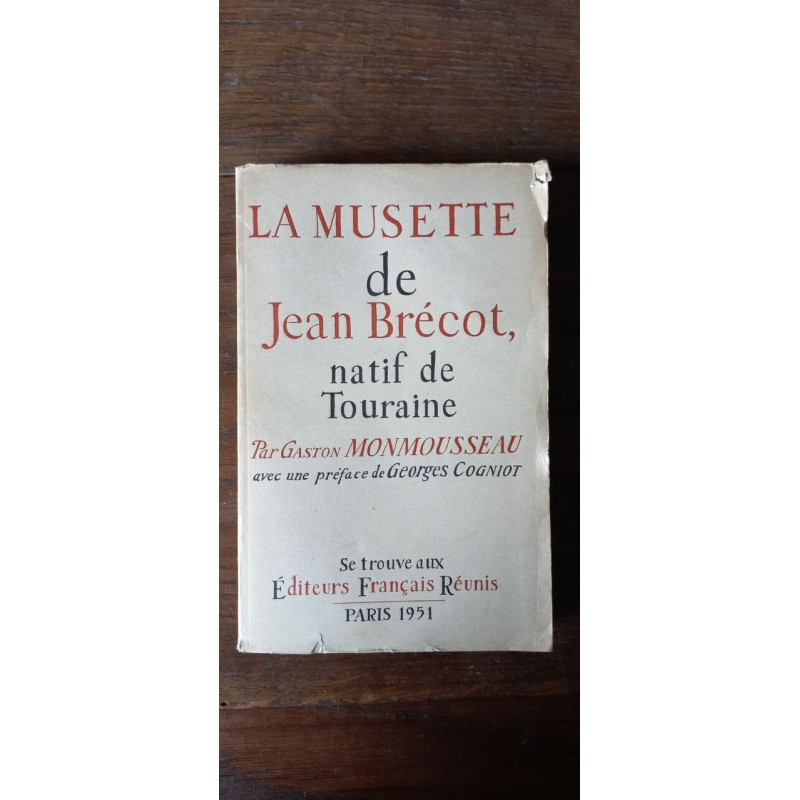 LA MUSETTE
de
Jean Brécot,
natif de
Touraine
Par GASTON MONMOUSSEAU
avec une préface de Georges COGNIOT
Se trouve aux
Éditeurs Français Réunis
PARIS 1951